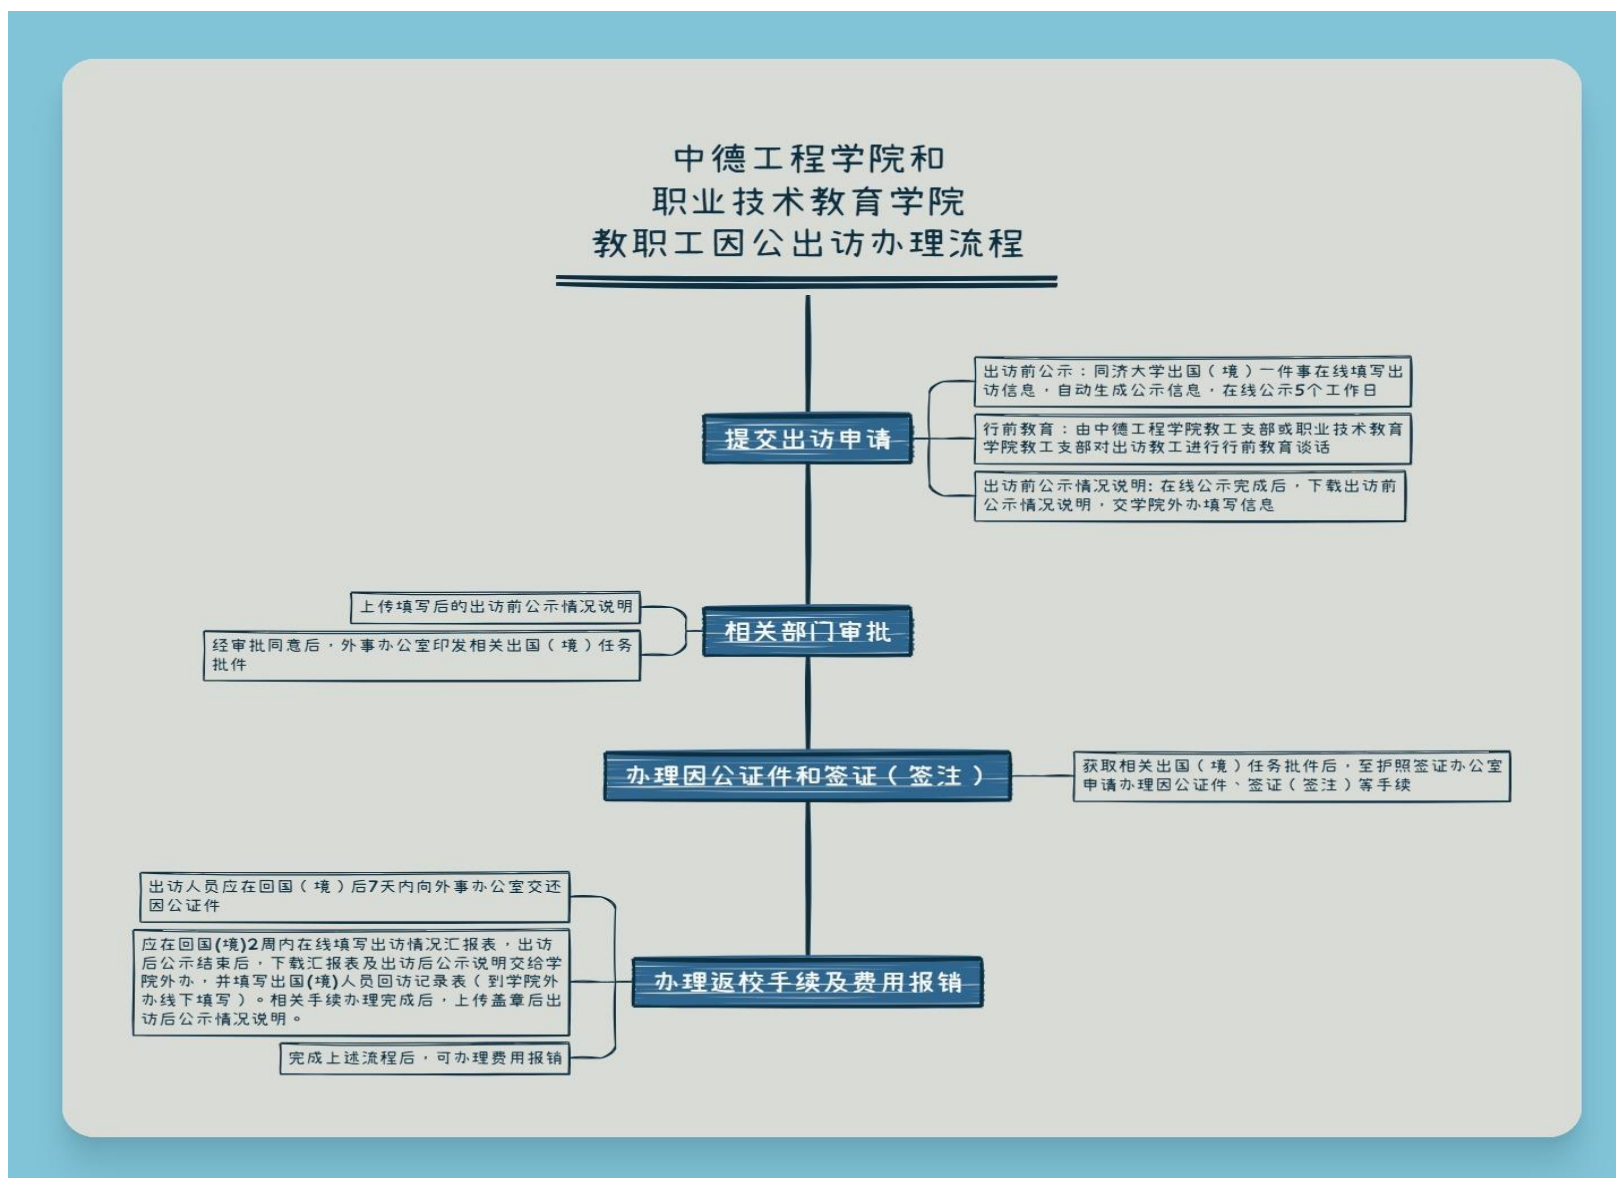 中德工程学院和
职业技术教育学院
教职工因公出访办理流程
提交出访申请
出访前公示：同济大学出国（境）一件事在线填写出
访信息，自动生成公示信息，在线公示5个工作日
行前教育：由中德工程学院教工支部或职业技术教育
学院教工支部对出访教工进行行前教育谈话
出访前公示情况说明:在线公示完成后，下载出访前
公示情况说明，交学院外办填写信息
相关部门审批
上传填写后的出访前公示情况说明
经审批同意后，外事办公室印发相关出国（境）任务
批件
办理因公证件和签证（签注）
获取相关出国（境）任务批件后，至护照签证办公室
申请办理因公证件、签证（签注）等手续
办理返校手续及费用报销
出访人员应在回国（境）后7天内向外事办公室交还
因公证件
应在回国(境)2周内在线填写出访情况汇报表，出访
后公示结束后，下载汇报表及出访后公示说明交给学
院外办，并填写出国(境)人员回访记录表（到学院外
办线下填写）。相关手续办理完成后，上传盖章后出
访后公示情况说明。
完成上述流程后，可办理费用报销